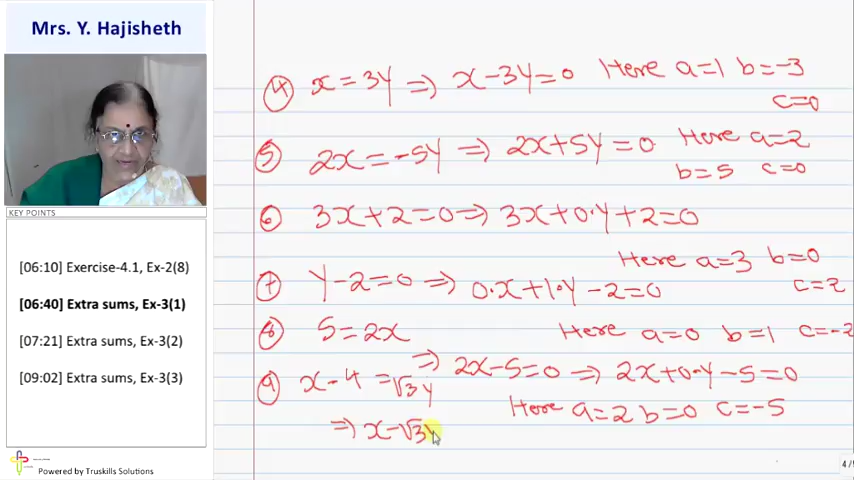 Mrs. Y. Hajisheth
KEY POINTS
[06:10] Exercise-4.1, Ex-2(8)
[06:40] Extra sums, Ex-3(1)
[07:21] Extra sums, Ex-3(2)
[09:02] Extra sums, Ex-3(3)
Powered by Truskills Solutions
④ x=3y ⇒ x-3y=0 Here a=1 b=-3
c=0
⑤ 2x=-5y ⇒ 2x+5y=0 Here a=2
b=5 c=0
⑥ 3x+2=0 ⇒ 3x+0·y+2=0
Here a=3 b=0
c=2
⑦ y-2=0 ⇒ 0·x+1·y-2=0
Here a=0 b=1 c=-2
⑧ 5=2x
⇒ 2x-5=0 ⇒ 2x+0·y-5=0
Here a=2 b=0 c=-5
⑨ x-4=√3y
⇒ x-√3y